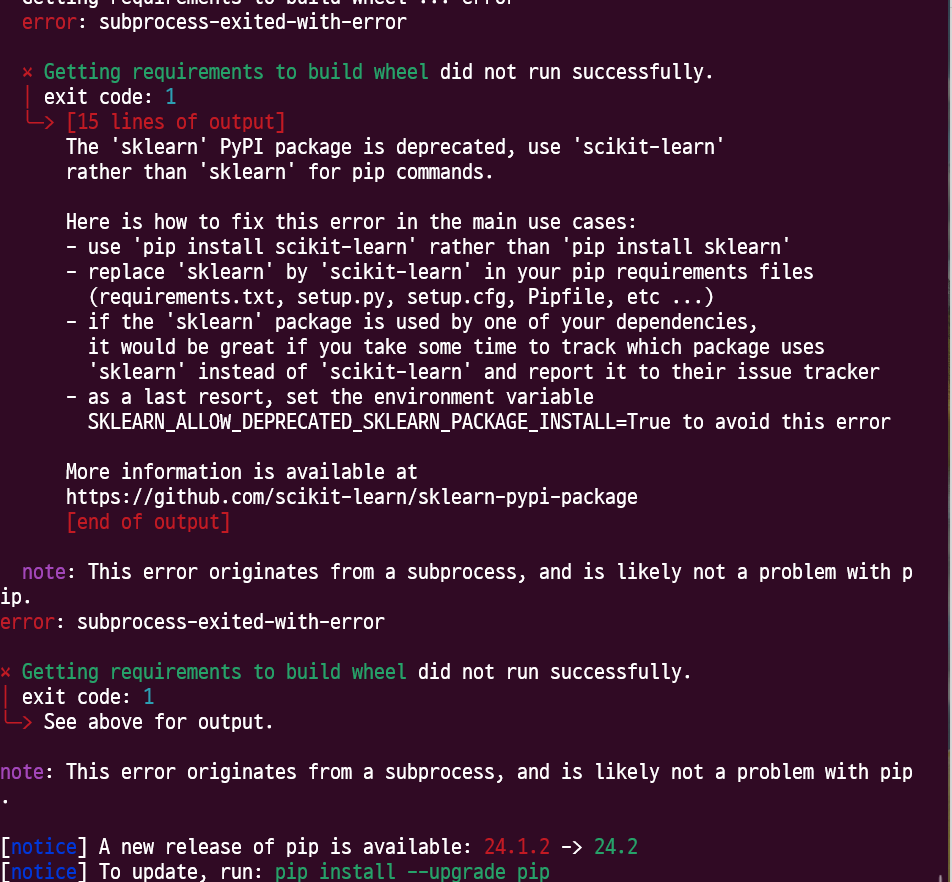 Getting requirements to build wheel ... error
error: subprocess-exited-with-error
× Getting requirements to build wheel did not run successfully.
│ exit code: 1
╰─> [15 lines of output]
The 'sklearn' PyPI package is deprecated, use 'scikit-learn'
rather than 'sklearn' for pip commands.
Here is how to fix this error in the main use cases:
- use 'pip install scikit-learn' rather than 'pip install sklearn'
- replace 'sklearn' by 'scikit-learn' in your pip requirements files
(requirements.txt, setup.py, setup.cfg, Pipfile, etc ...)
- if the 'sklearn' package is used by one of your dependencies,
it would be great if you take some time to track which package uses
'sklearn' instead of 'scikit-learn' and report it to their issue tracker
- as a last resort, set the environment variable
SKLEARN_ALLOW_DEPRECATED_SKLEARN_PACKAGE_INSTALL=True to avoid this error
More information is available at
https://github.com/scikit-learn/sklearn-pypi-package
[end of output]
note: This error originates from a subprocess, and is likely not a problem with p
ip.
error: subprocess-exited-with-error
× Getting requirements to build wheel did not run successfully.
│ exit code: 1
╰─> See above for output.
note: This error originates from a subprocess, and is likely not a problem with pip
.
[notice] A new release of pip is available: 24.1.2 -> 24.2
[notice] To update, run: pip install --upgrade pip